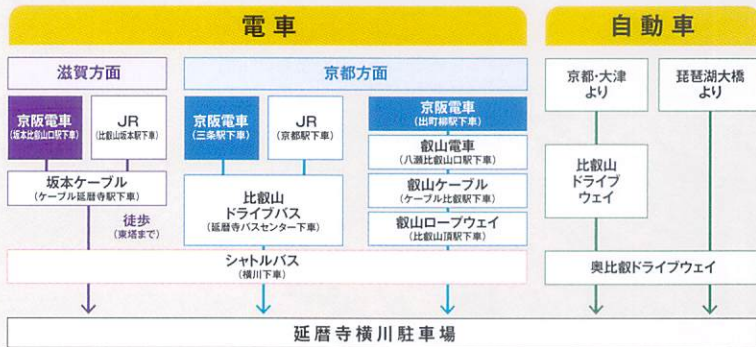 電車
滋賀方面
京阪電車
(坂本比叡山口駅下車)
JR
(比叡山坂本駅下車)
坂本ケーブル
(ケーブル延暦寺駅下車)
徒歩
(東塔まで)
京都方面
京阪電車
(三条駅下車)
JR
(京都駅下車)
比叡山
ドライブバス
(延暦寺バスセンター下車)
京阪電車
(出町柳駅下車)
叡山電車
(八瀬比叡山口駅下車)
叡山ケーブル
(ケーブル比叡駅下車)
叡山ロープウェイ
(比叡山頂駅下車)
シャトルバス
(横川下車)
自動車
京都・大津
より
比叡山
ドライブ
ウェイ
琵琶湖大橋
より
奥比叡ドライブウェイ
延暦寺横川駐車場